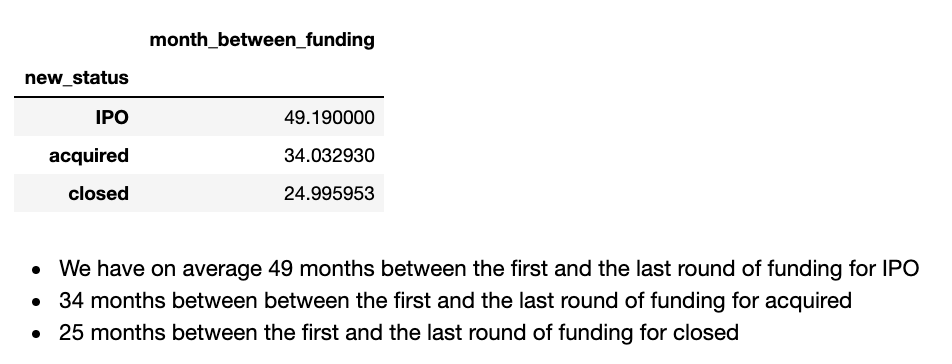 month_between_funding
new_status
IPO 49.190000
acquired 34.032930
closed 24.995953
• We have on average 49 months between the first and the last round of funding for IPO
• 34 months between between the first and the last round of funding for acquired
• 25 months between the first and the last round of funding for closed